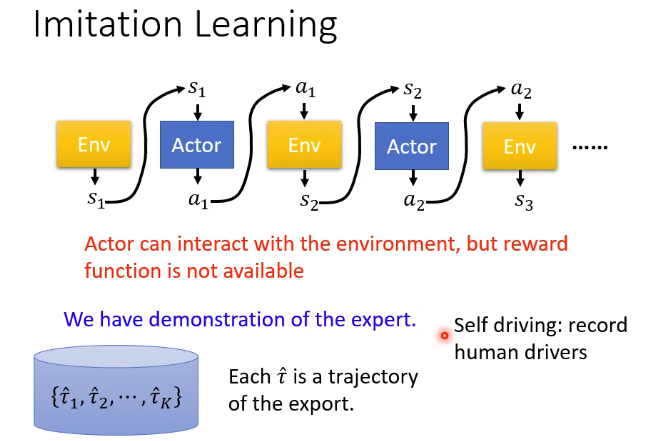 Imitation Learning
s₁ a₁ s₂ a₂
Env Actor Env Actor Env ......
s₁ a₁ s₂ a₂ s₃
Actor can interact with the environment, but reward
function is not available
We have demonstration of the expert.
Self driving: record
human drivers
{τ̂₁, τ̂₂, ⋯, τ̂_K}
Each τ̂ is a trajectory
of the export.